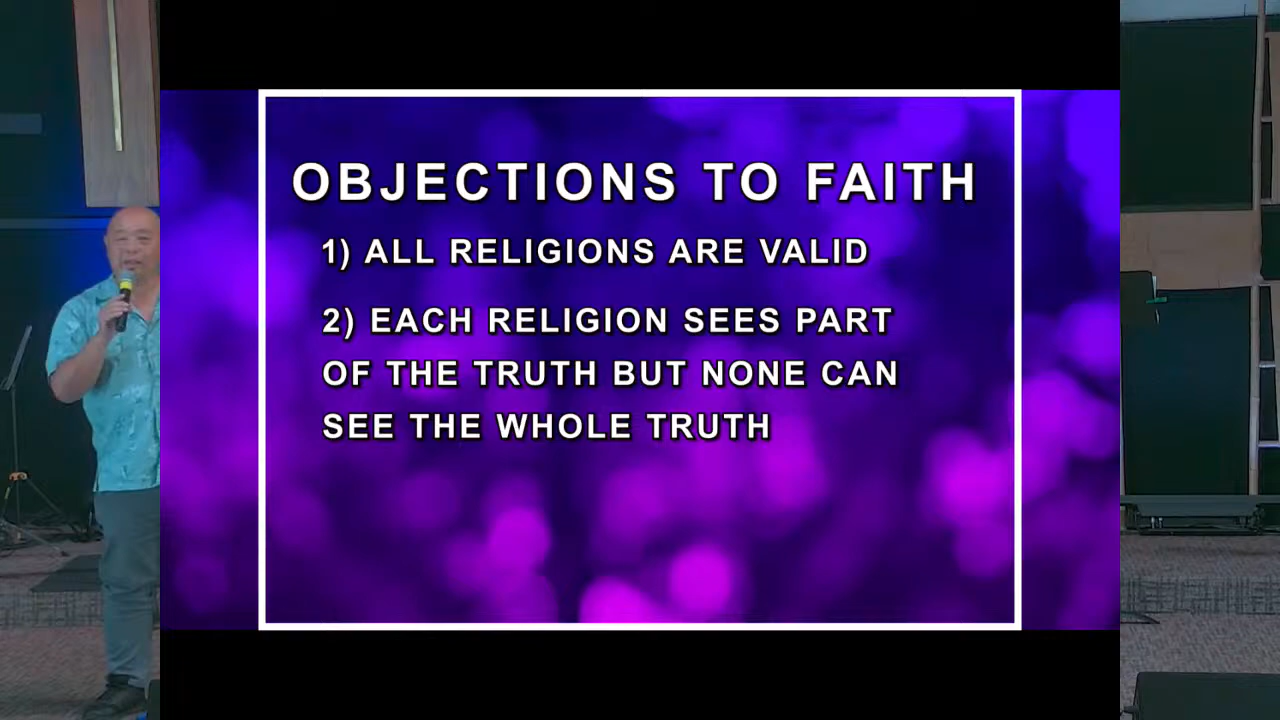 OBJECTIONS TO FAITH
1) ALL RELIGIONS ARE VALID
2) EACH RELIGION SEES PART
OF THE TRUTH BUT NONE CAN
SEE THE WHOLE TRUTH